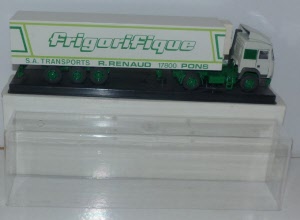 FrigoriFique
S.A. TRANSPORTS R. RENAUD 17800 PONS